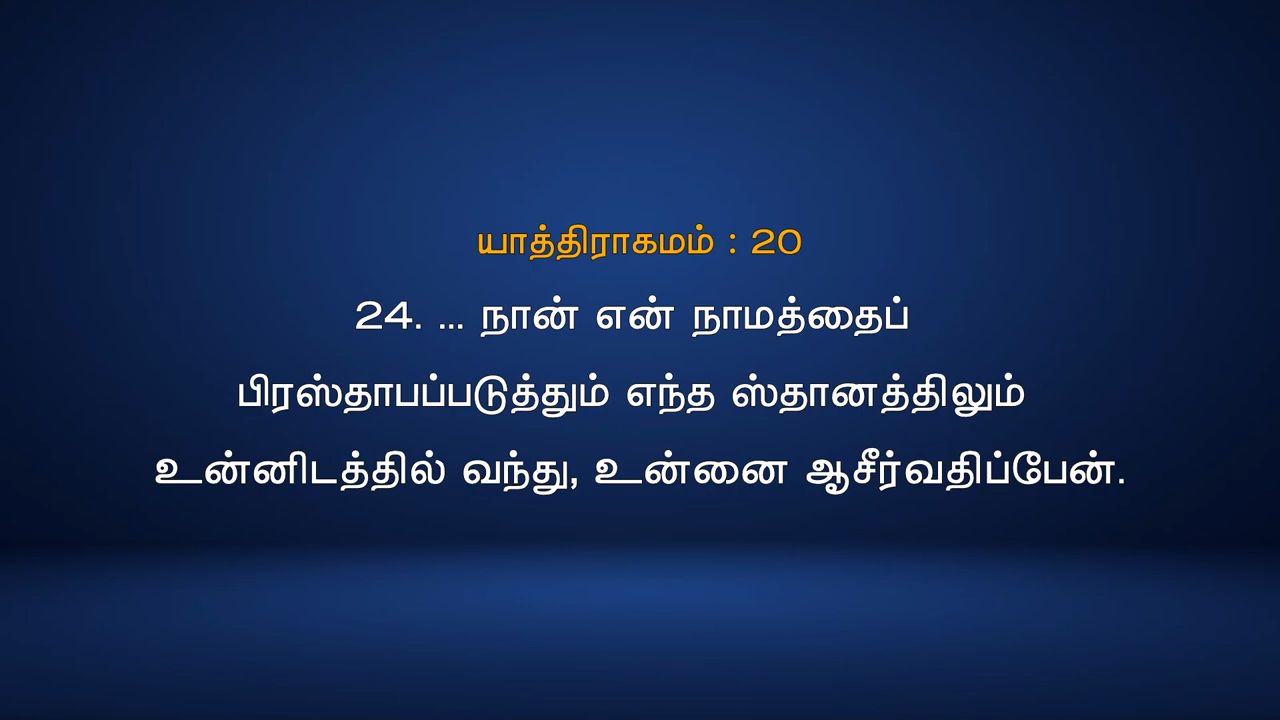 யாத்திராகமம் : 20
24. ... நான் என் நாமத்தைப்
பிரஸ்தாபப்படுத்தும் எந்த ஸ்தானத்திலும்
உன்னிடத்தில் வந்து, உன்னை ஆசீர்வதிப்பேன்.